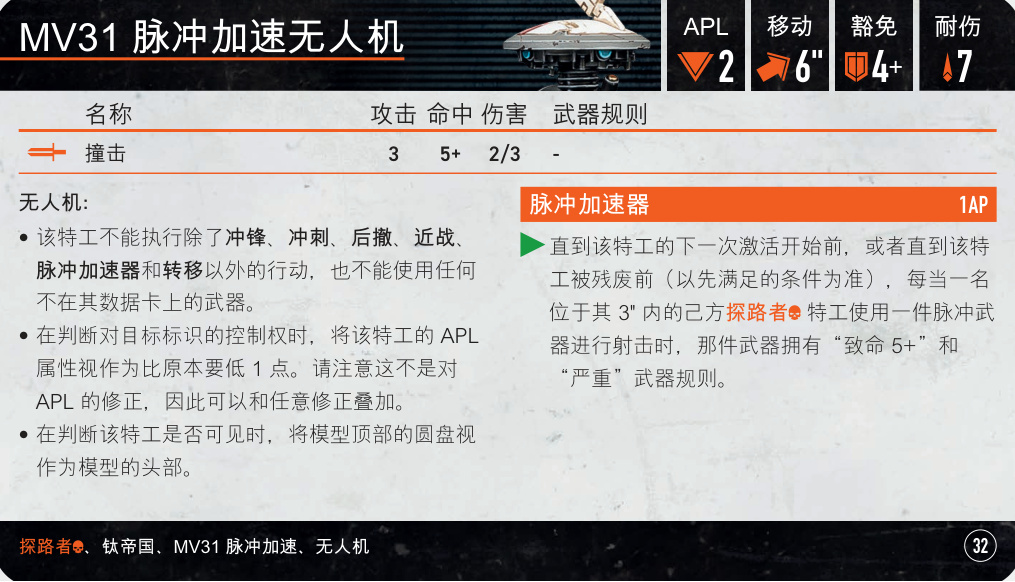 MV31 脉冲加速无人机
APL 移动 豁免 耐伤
2 6" 4+ 7
名称 攻击 命中 伤害 武器规则
撞击 3 5+ 2/3 -
无人机:
• 该特工不能执行除了冲锋、冲刺、后撤、近战、
脉冲加速器和转移以外的行动，也不能使用任何
不在其数据卡上的武器。
• 在判断对目标标识的控制权时，将该特工的 APL
属性视作为比原本要低 1 点。请注意这不是对
APL 的修正，因此可以和任意修正叠加。
• 在判断该特工是否可见时，将模型顶部的圆盘视
作为模型的头部。
脉冲加速器 1AP
直到该特工的下一次激活开始前，或者直到该特
工被残废前（以先满足的条件为准），每当一名
位于其 3" 内的己方探路者特工使用一件脉冲武
器进行射击时，那件武器拥有“致命 5+”和
“严重”武器规则。
探路者、钛帝国、MV31 脉冲加速、无人机
32